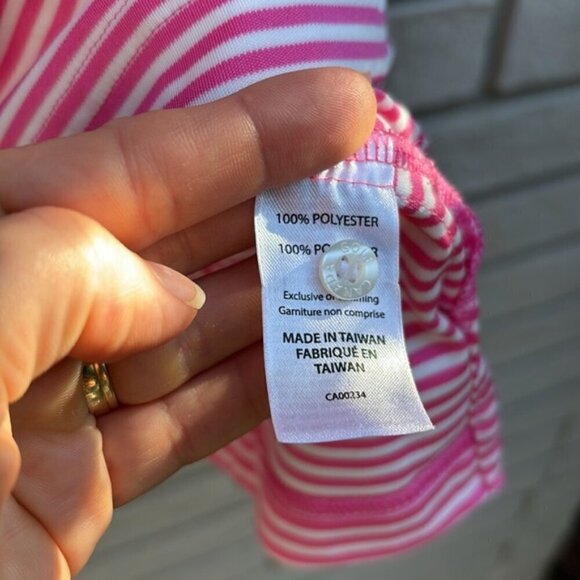 100% POLYESTER
100%
Exclusive
Garniture non comprise
MADE IN TAIWAN
FABRIQUÉ EN
TAIWAN
CA00234